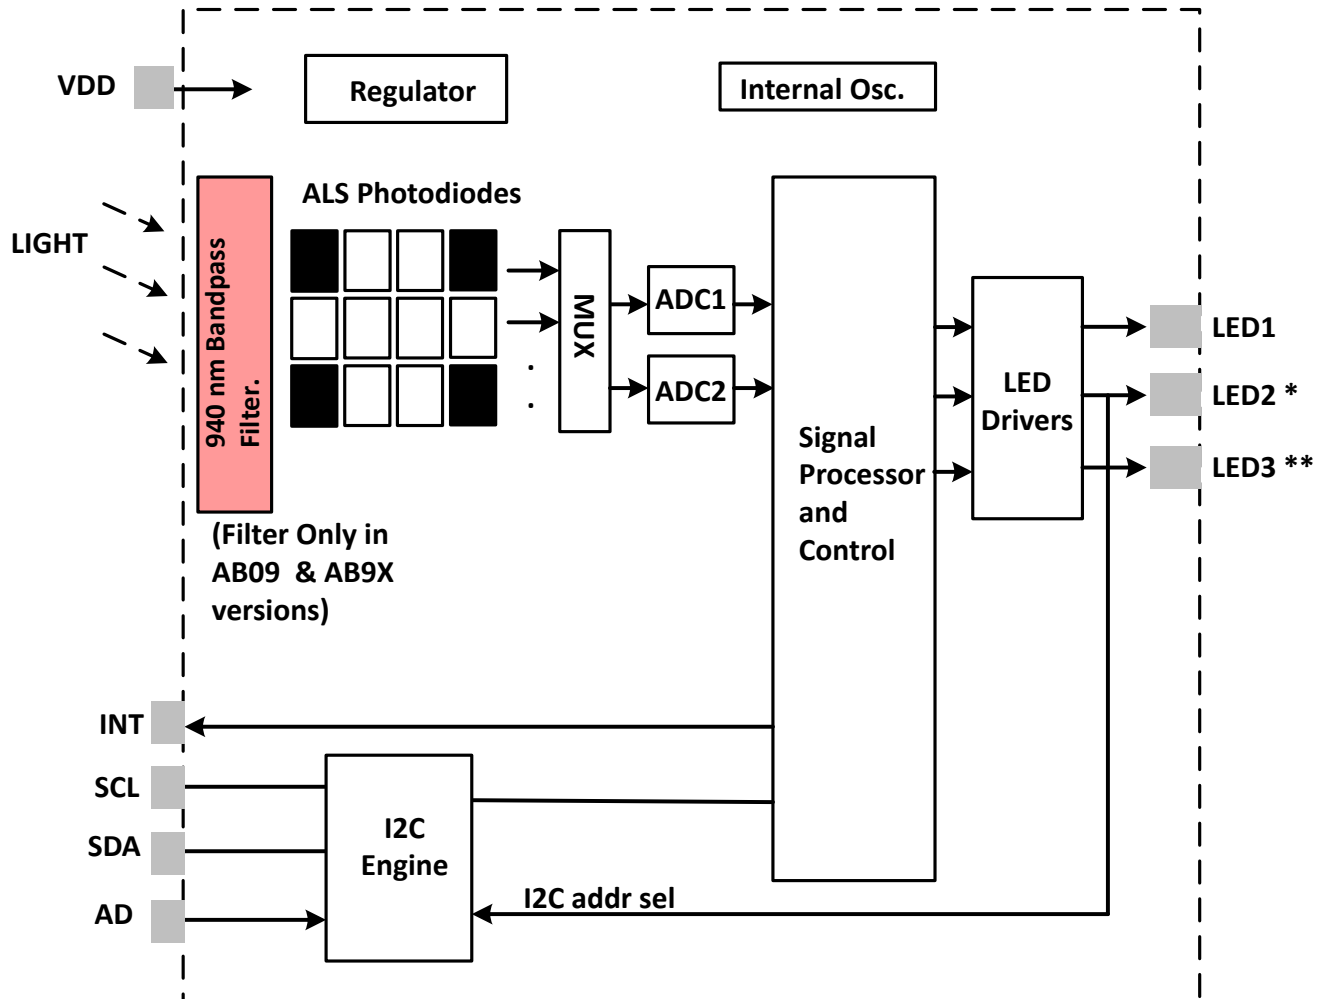 VDD
Regulator
Internal Osc.
ALS Photodiodes
LIGHT
940 nm Bandpass
Filter.
MUX
ADC1
ADC2
Signal
Processor
and
Control
LED
Drivers
LED1
LED2 *
LED3 **
(Filter Only in
AB09 & AB9X
versions)
INT
SCL
SDA
AD
I2C
Engine
I2C addr sel